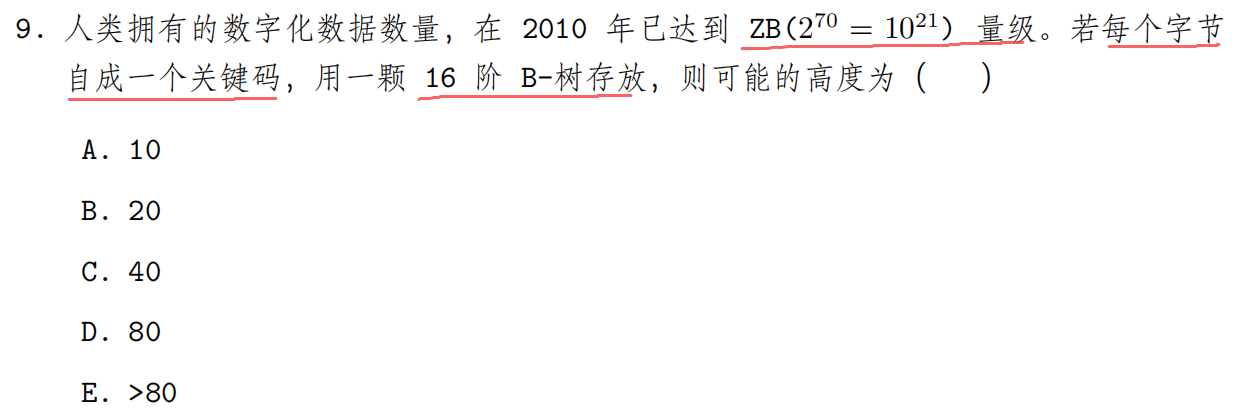 9. 人类拥有的数字化数据数量, 在 2010 年已达到 ZB(2^70 = 10^21) 量级。若每个字节
自成一个关键码, 用一颗 16 阶 B-树存放, 则可能的高度为 ( )
A. 10
B. 20
C. 40
D. 80
E. >80